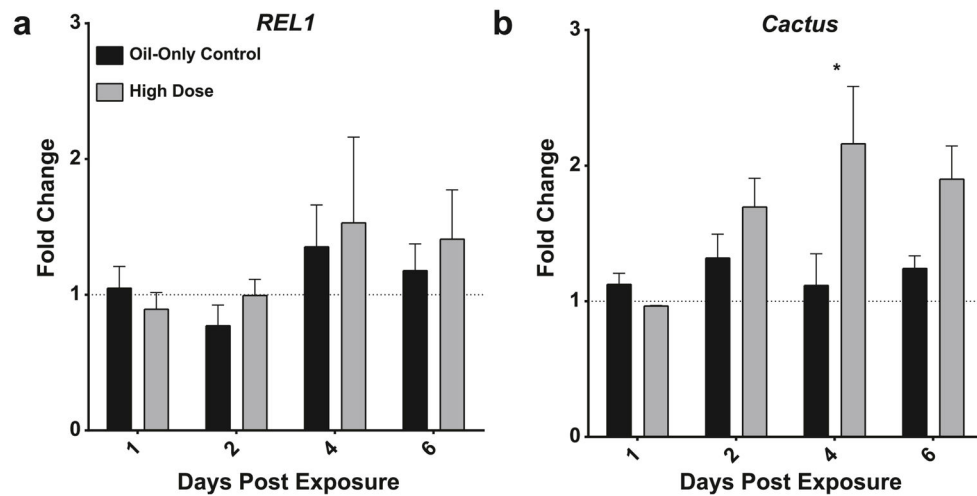 a
REL1
3
Oil-Only Control
High Dose
2
1
0
Fold Change
1 2 4 6
Days Post Exposure
b
Cactus
3
*
2
1
0
Fold Change
1 2 4 6
Days Post Exposure